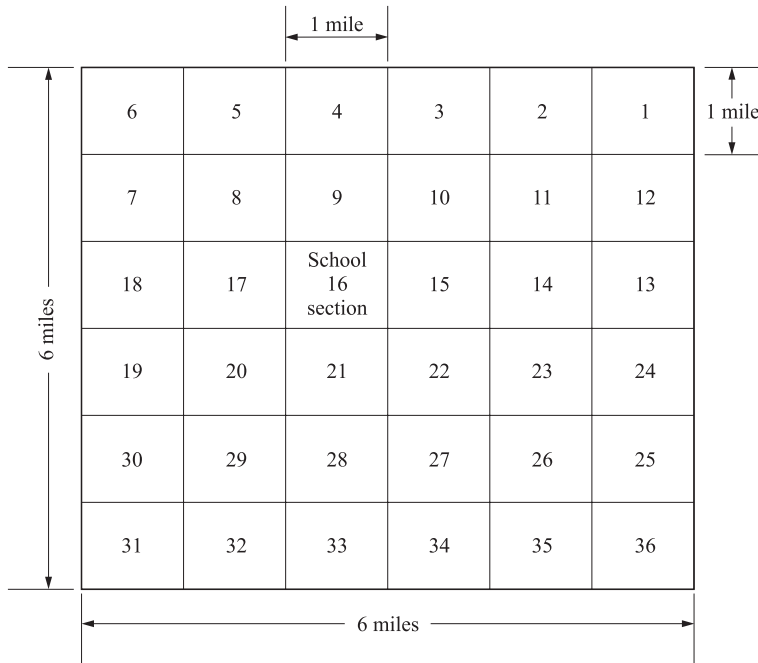 1 mile
6 5 4 3 2 1
1 mile
7 8 9 10 11 12
School
18 17 16 15 14 13
section
6 miles
19 20 21 22 23 24
30 29 28 27 26 25
31 32 33 34 35 36
6 miles